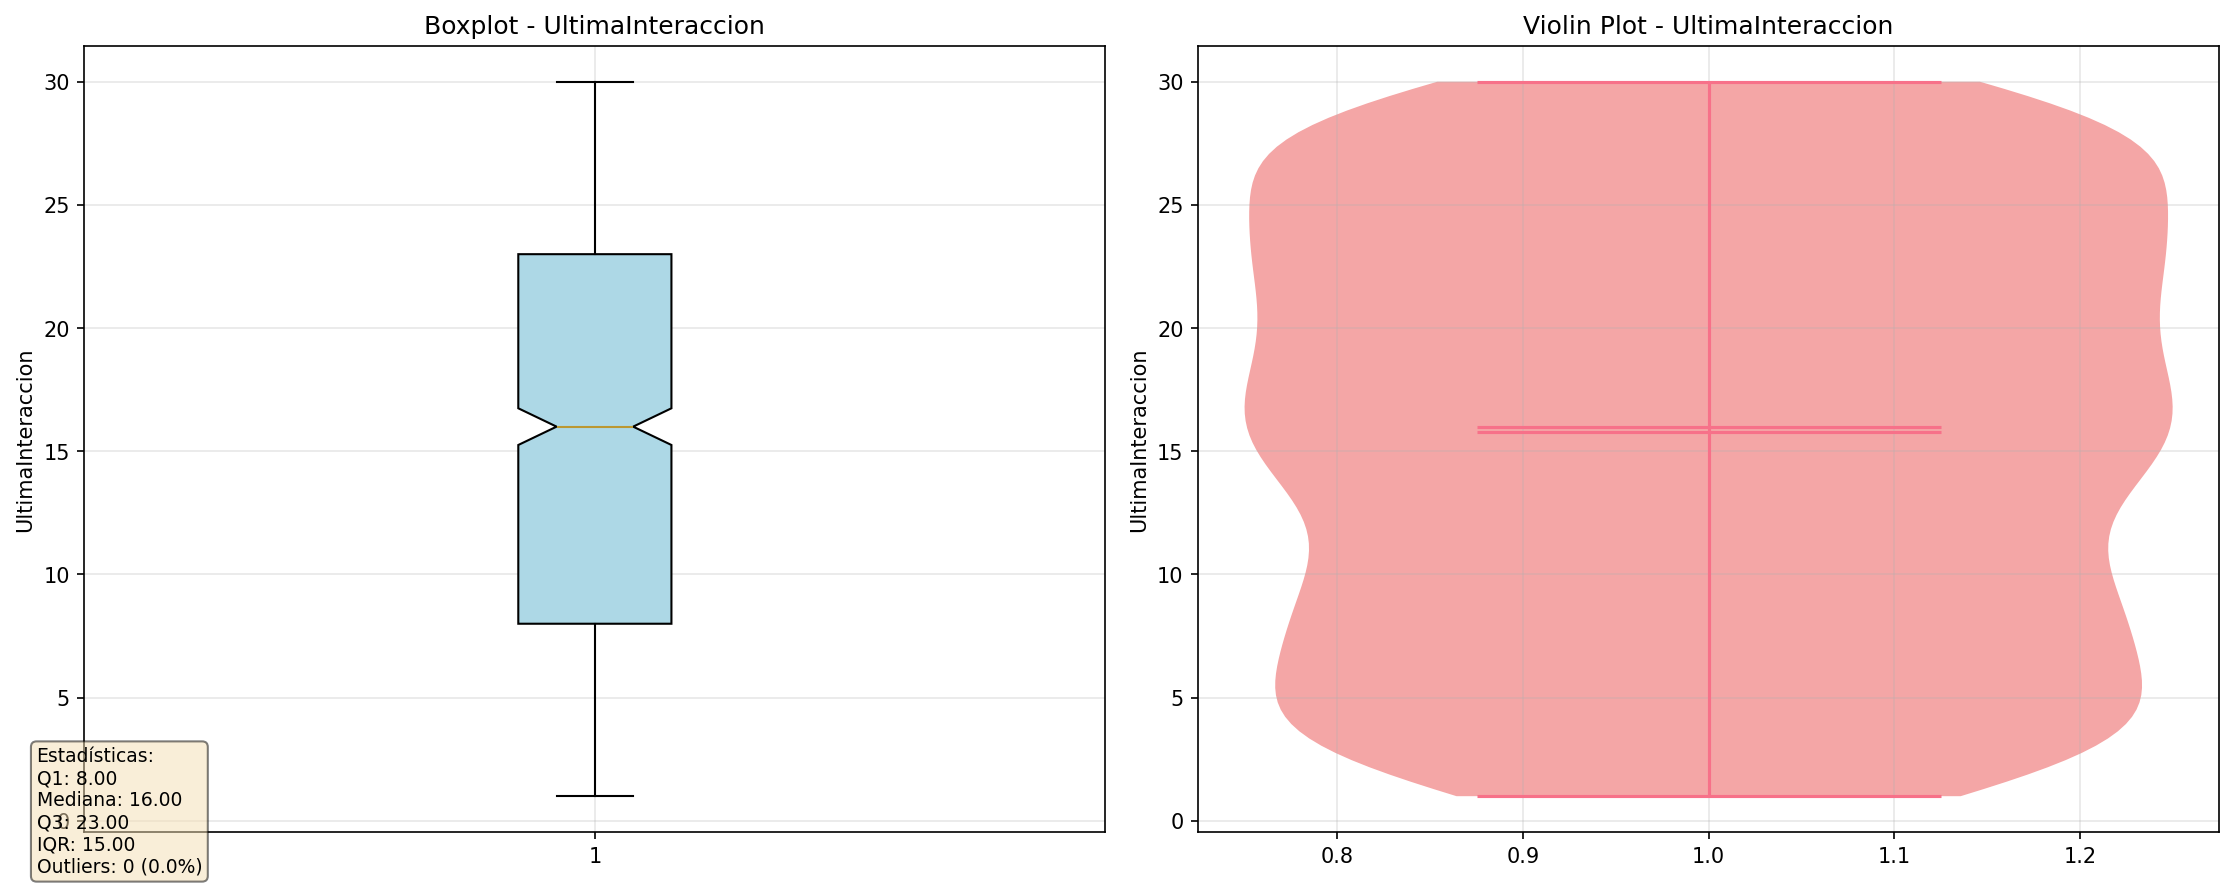 Boxplot - UltimaInteraccion
UltimaInteraccion
30
25
20
15
10
5
0
1
Estadísticas:
Q1: 8.00
Mediana: 16.00
Q3: 23.00
IQR: 15.00
Outliers: 0 (0.0%)
Violin Plot - UltimaInteraccion
UltimaInteraccion
30
25
20
15
10
5
0
0.8
0.9
1.0
1.1
1.2